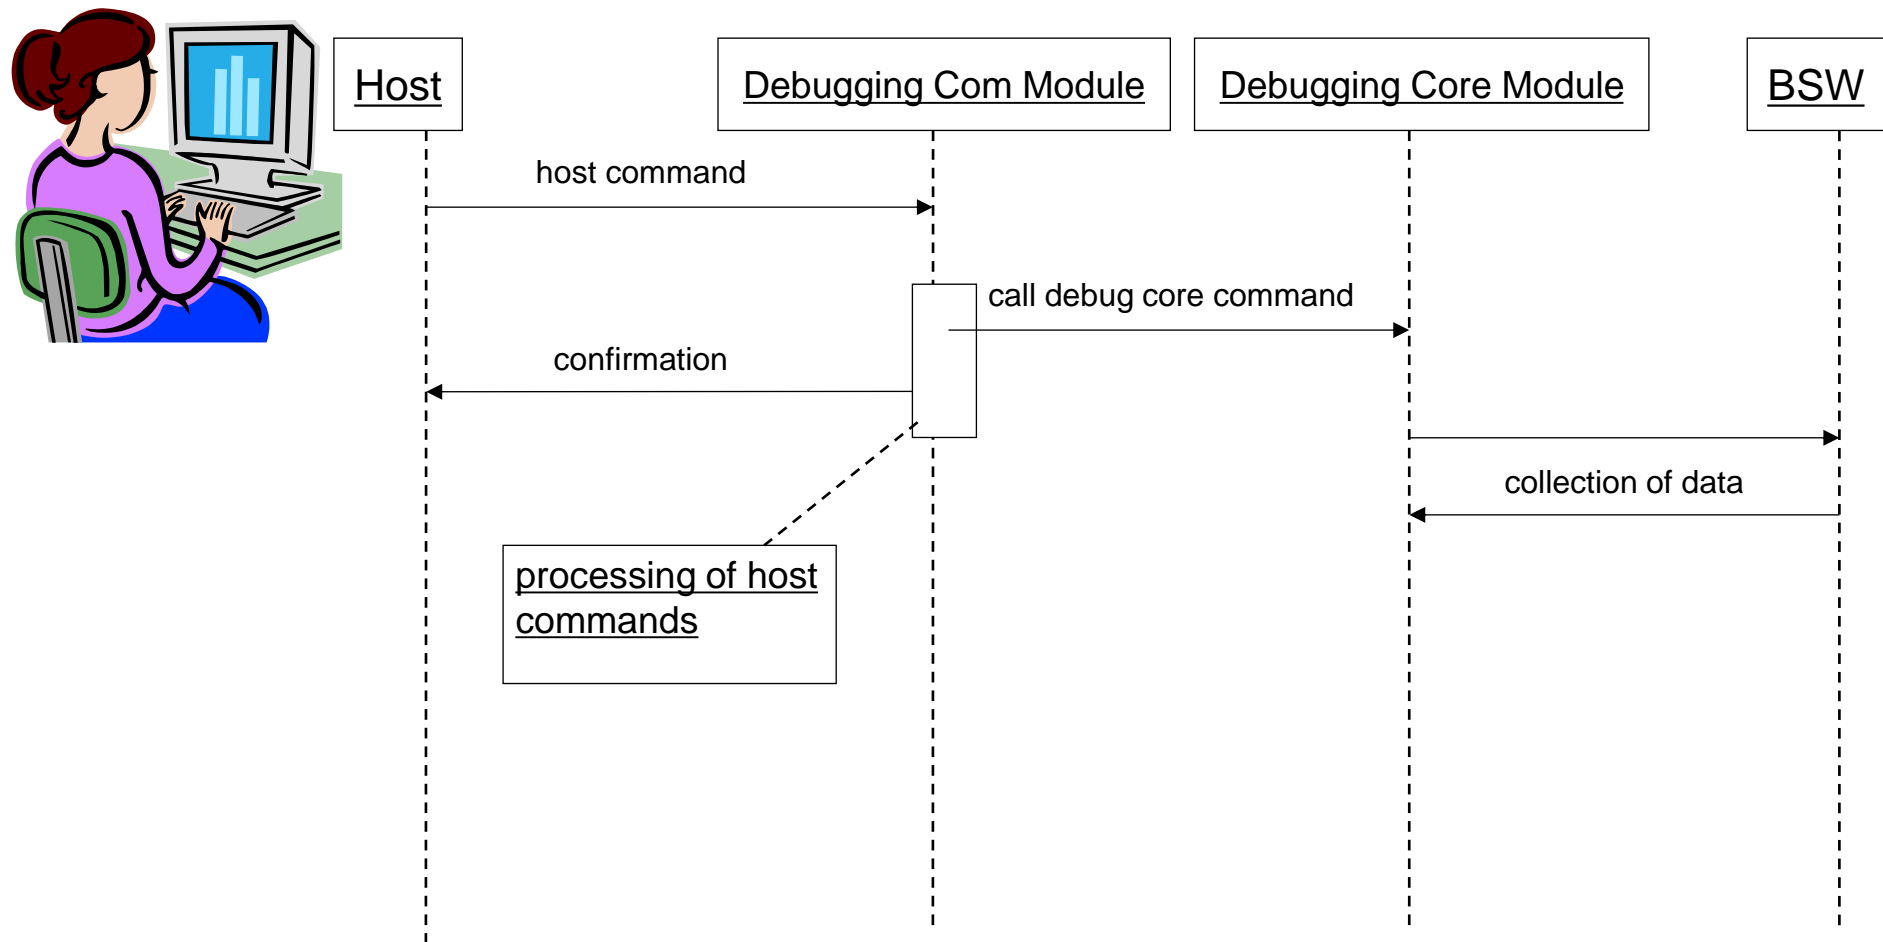 Host
Debugging Com Module
Debugging Core Module
BSW
host command
call debug core command
confirmation
collection of data
processing of host
commands